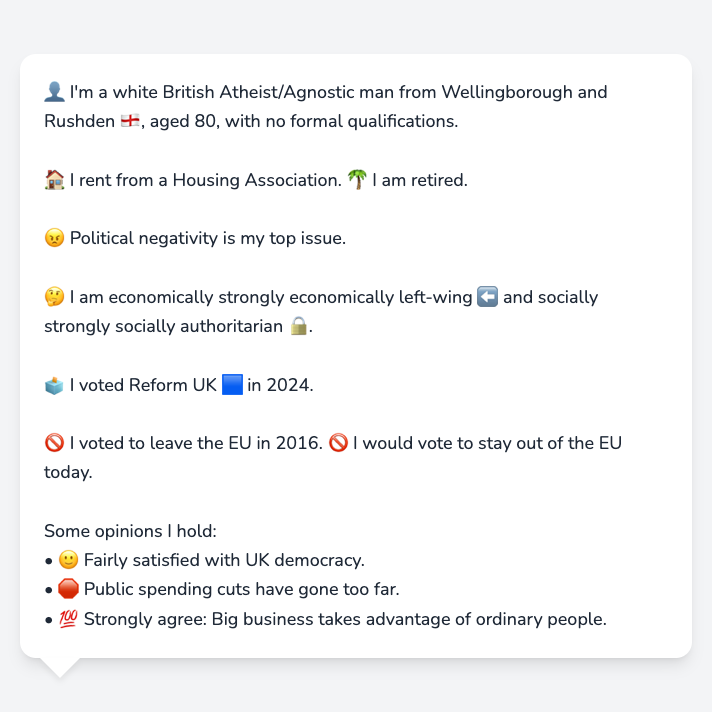 👤 I'm a white British Atheist/Agnostic man from Wellingborough and
Rushden 🏴󠁧󠁢󠁥󠁮󠁧󠁿, aged 80, with no formal qualifications.
🏠 I rent from a Housing Association. 🌴 I am retired.
😠 Political negativity is my top issue.
🤔 I am economically strongly economically left-wing ⬅️ and socially
strongly socially authoritarian 🔒.
🗳️ I voted Reform UK 🟦 in 2024.
🚫 I voted to leave the EU in 2016. 🚫 I would vote to stay out of the EU
today.
Some opinions I hold:
• 🙂 Fairly satisfied with UK democracy.
• 🛑 Public spending cuts have gone too far.
• 💯 Strongly agree: Big business takes advantage of ordinary people.